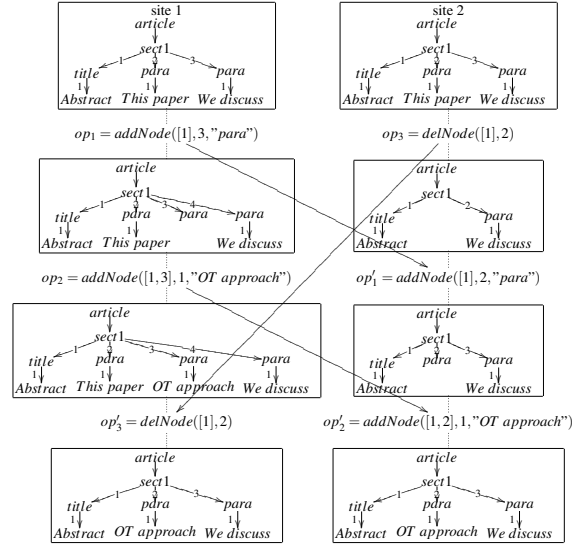 site 1
article
sect1
1 2 3
title para para
1 1 1
Abstract This paper We discuss
op₁ = addNode([1],3,"para")
article
sect1
1 2 3 4
title para para para
1 1 1
Abstract This paper We discuss
op₂ = addNode([1,3],1,"OT approach")
article
sect1
1 2 3 4
title para para para
1 1 1 1
Abstract This paper OT approach We discuss
op′₃ = delNode([1],2)
article
sect1
1 2 3
title para para
1 1 1
Abstract OT approach We discuss
site 2
article
sect1
1 2 3
title para para
1 1 1
Abstract This paper We discuss
op₃ = delNode([1],2)
article
sect1
1 2
title para
1 1
Abstract We discuss
op′₁ = addNode([1],2,"para")
article
sect1
1 2 3
title para para
1 1
Abstract We discuss
op′₂ = addNode([1,2],1,"OT approach")
article
sect1
1 2 3
title para para
1 1 1
Abstract OT approach We discuss